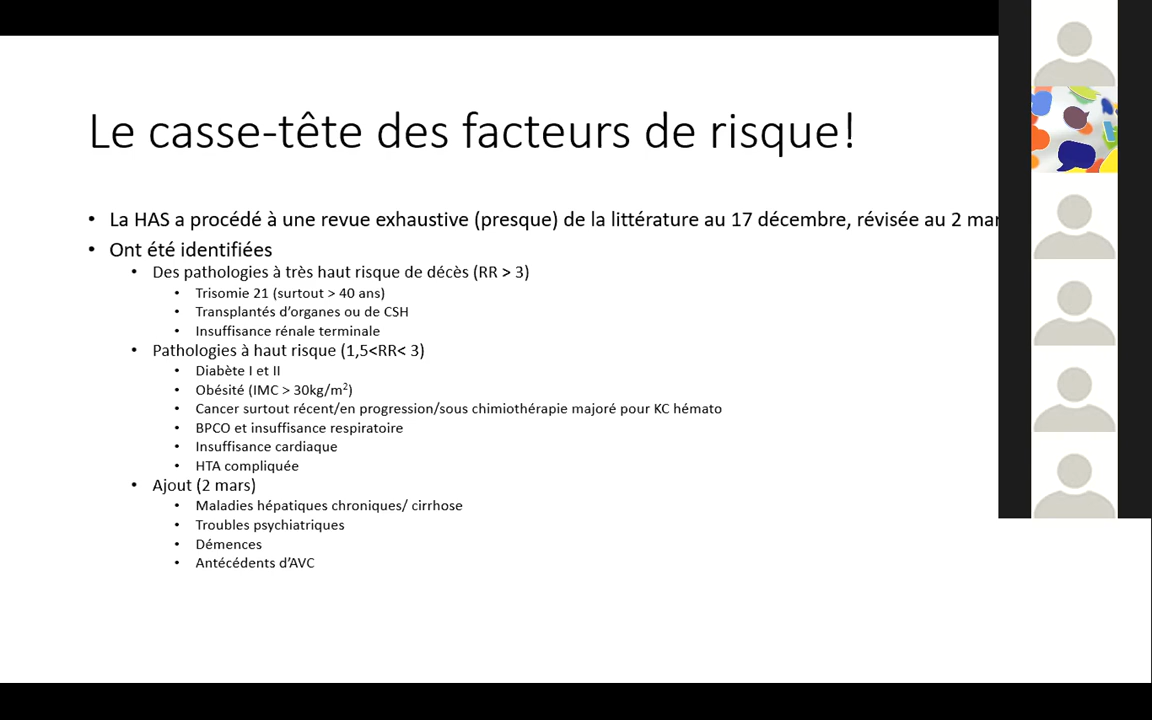 Le casse-tête des facteurs de risque!
• La HAS a procédé à une revue exhaustive (presque) de la littérature au 17 décembre, révisée au 2
• Ont été identifiées
• Des pathologies à très haut risque de décès (RR > 3)
• Trisomie 21 (surtout > 40 ans)
• Transplantés d’organes ou de CSH
• Insuffisance rénale terminale
• Pathologies à haut risque (1,5<RR< 3)
• Diabète I et II
• Obésité (IMC > 30kg/m²)
• Cancer surtout récent/en progression/sous chimiothérapie majoré pour KC hémato
• BPCO et insuffisance respiratoire
• Insuffisance cardiaque
• HTA compliquée
• Ajout (2 mars)
• Maladies hépatiques chroniques/ cirrhose
• Troubles psychiatriques
• Démences
• Antécédents d’AVC